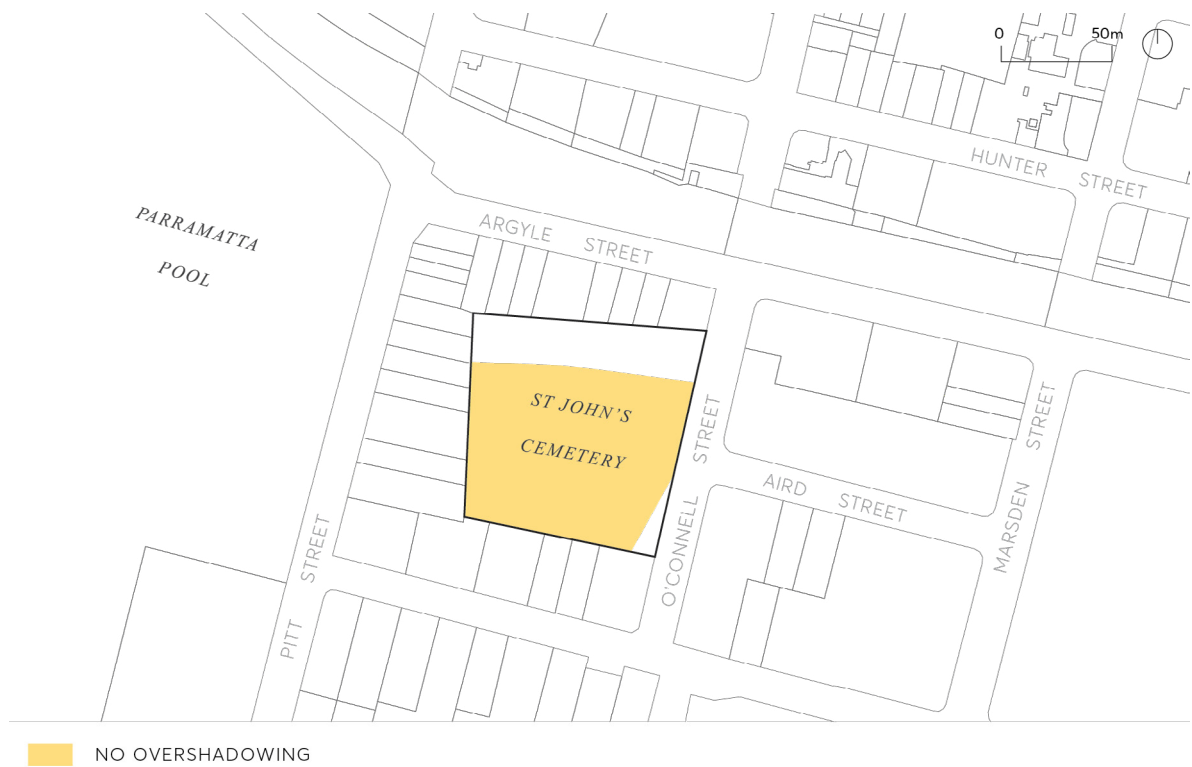 0 50m
HUNTER STREET
PARRAMATTA
POOL
ARGYLE STREET
ST JOHN'S
CEMETERY
O'CONNELL STREET
AIRD STREET
MARSDEN STREET
PITT STREET
NO OVERSHADOWING